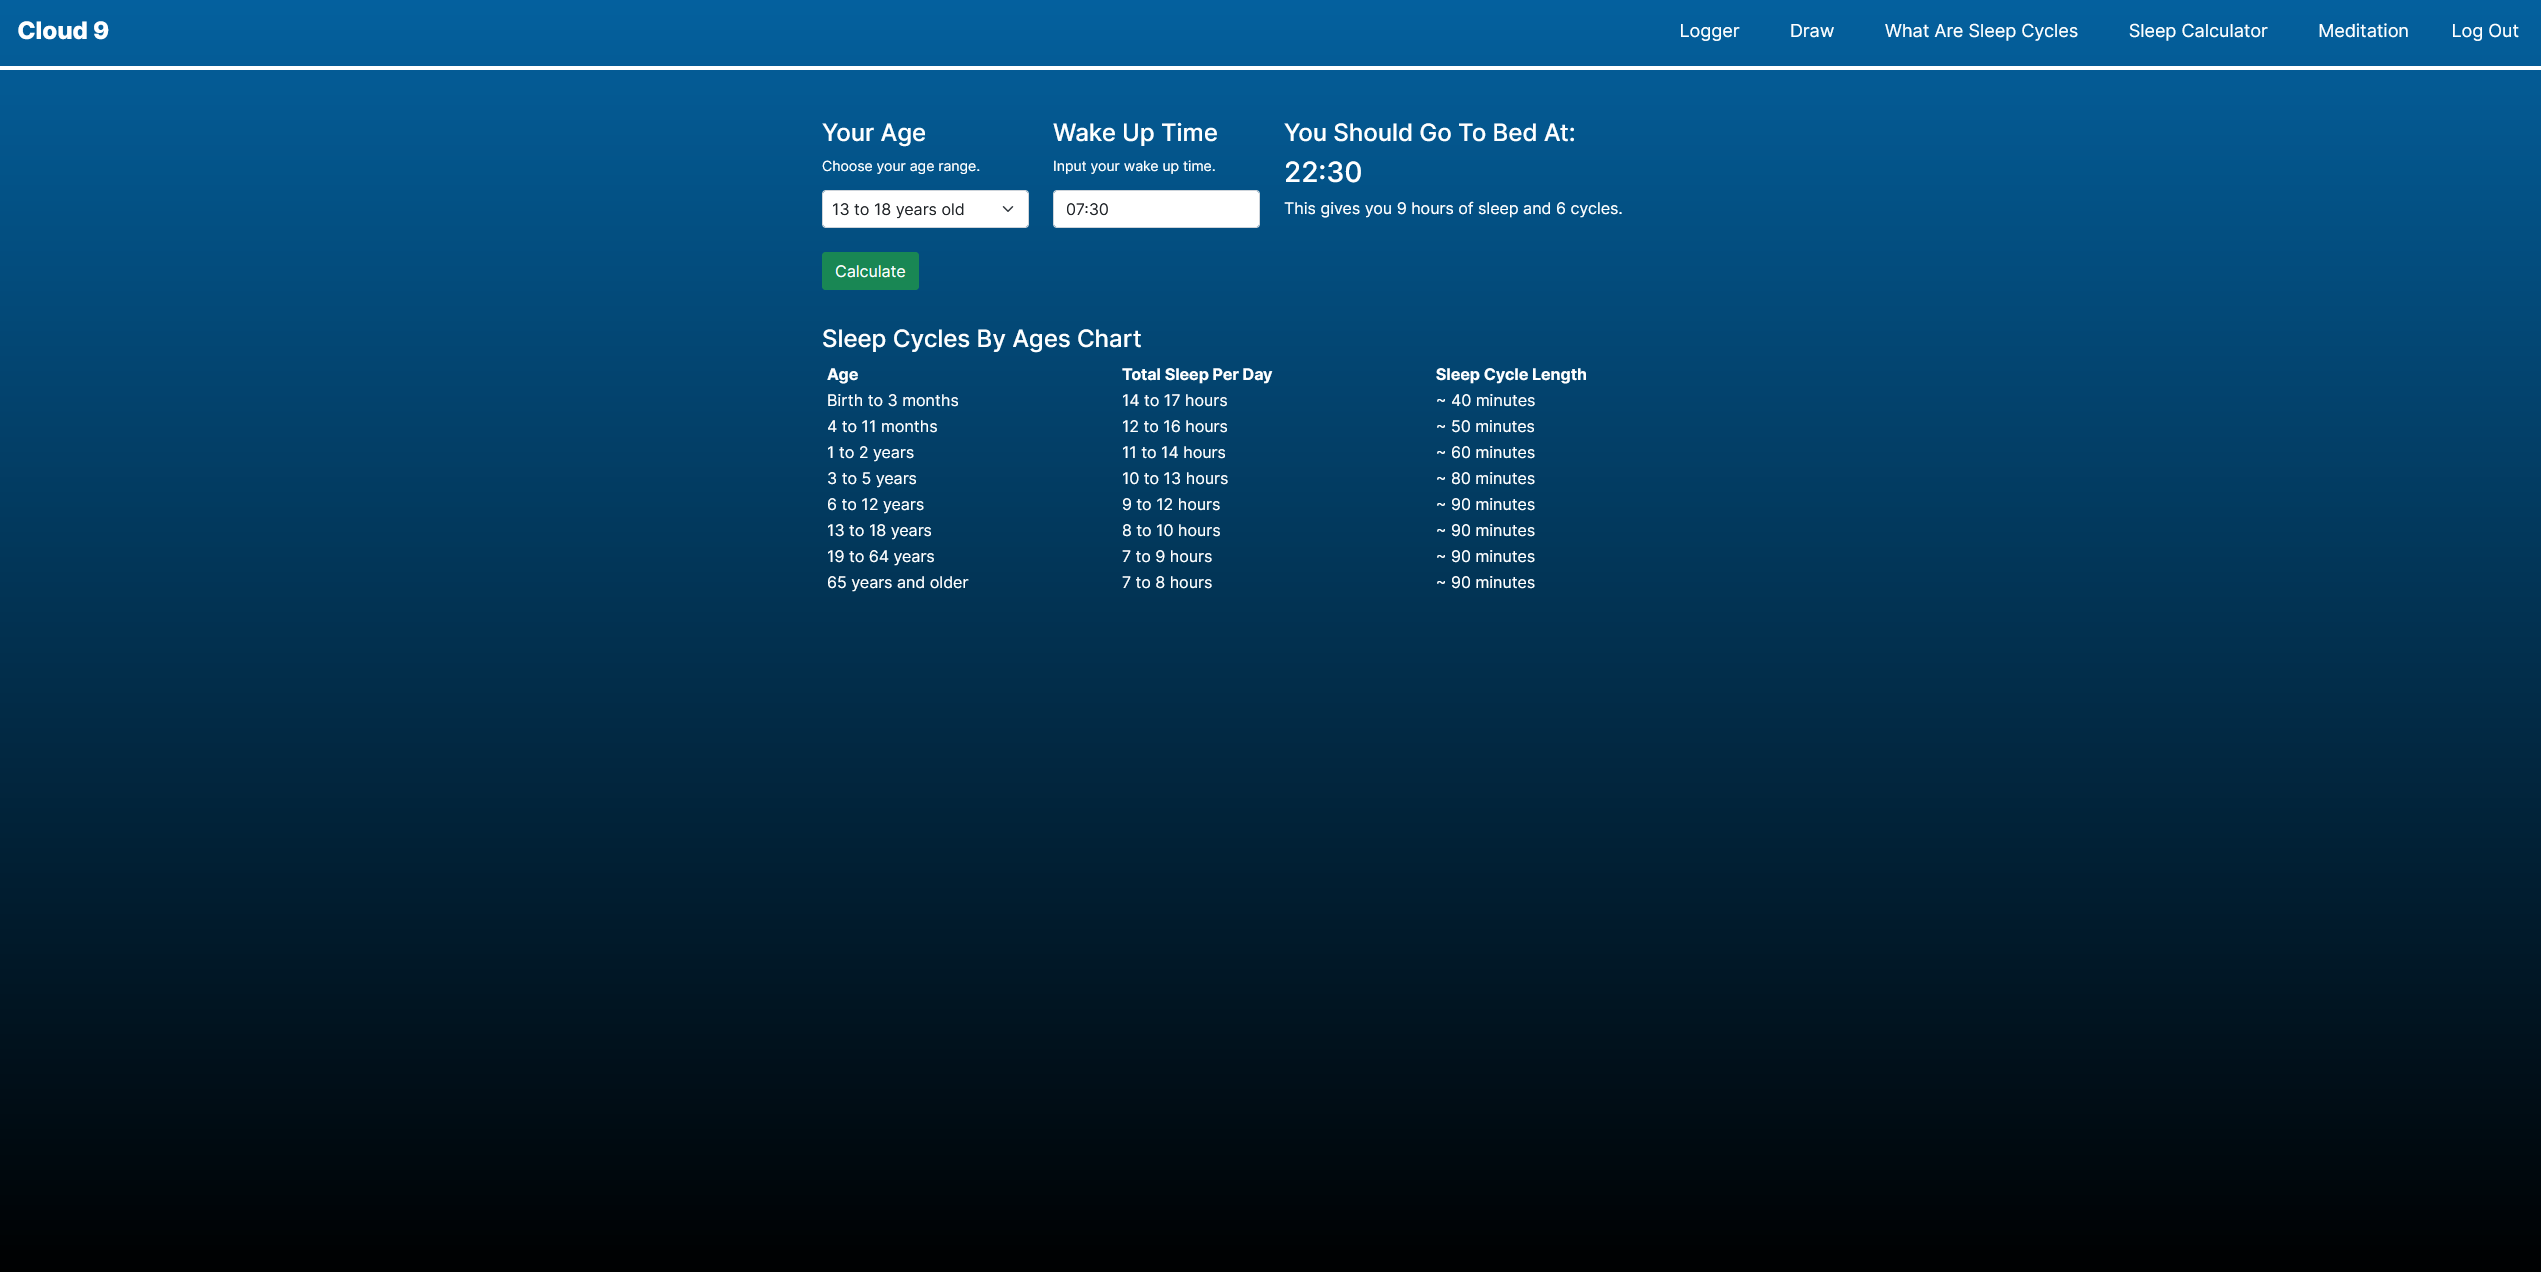 Cloud 9
Logger
Draw
What Are Sleep Cycles
Sleep Calculator
Meditation
Log Out
Your Age
Choose your age range.
13 to 18 years old
Wake Up Time
Input your wake up time.
07:30
You Should Go To Bed At:
22:30
This gives you 9 hours of sleep and 6 cycles.
Calculate
Sleep Cycles By Ages Chart
Age Total Sleep Per Day Sleep Cycle Length
Birth to 3 months 14 to 17 hours ~ 40 minutes
4 to 11 months 12 to 16 hours ~ 50 minutes
1 to 2 years 11 to 14 hours ~ 60 minutes
3 to 5 years 10 to 13 hours ~ 80 minutes
6 to 12 years 9 to 12 hours ~ 90 minutes
13 to 18 years 8 to 10 hours ~ 90 minutes
19 to 64 years 7 to 9 hours ~ 90 minutes
65 years and older 7 to 8 hours ~ 90 minutes